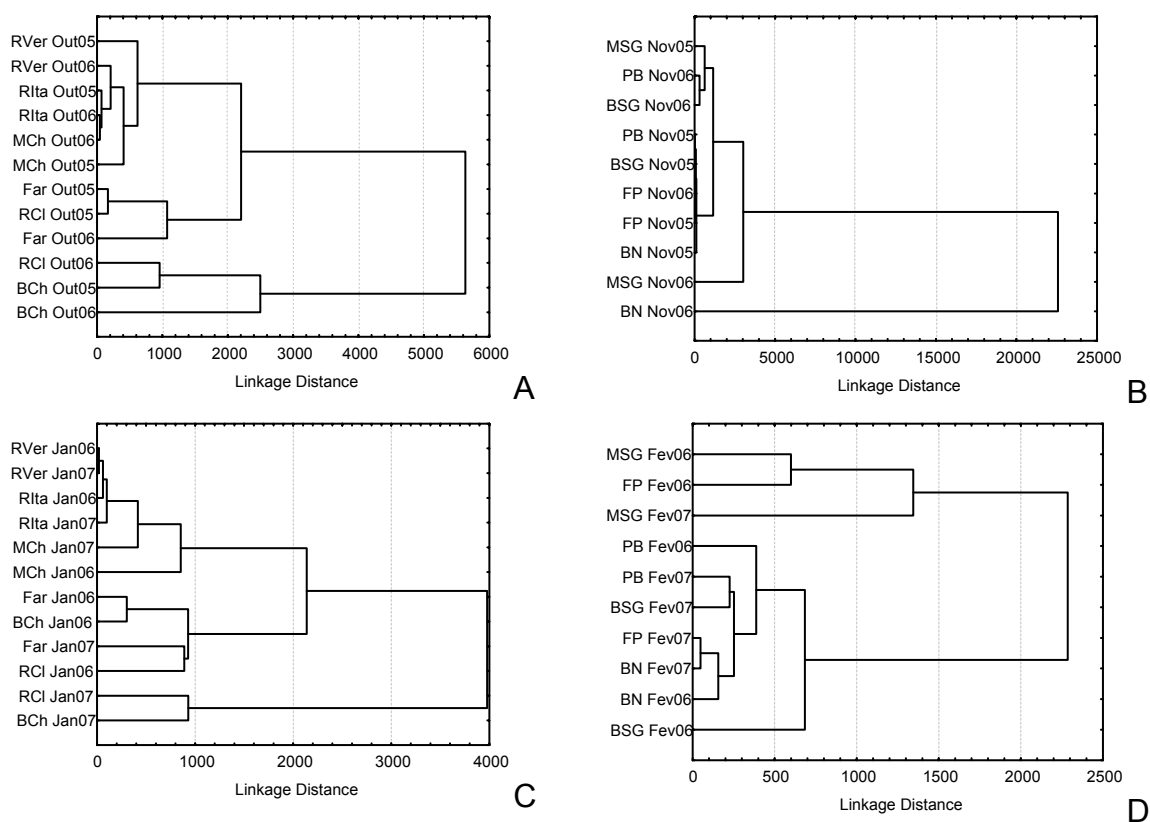 RVer Out05
RVer Out06
RIta Out05
RIta Out06
MCh Out06
MCh Out05
Far Out05
RCl Out05
Far Out06
RCl Out06
BCh Out05
BCh Out06
0 1000 2000 3000 4000 5000 6000
Linkage Distance
A
MSG Nov05
PB Nov06
BSG Nov06
PB Nov05
BSG Nov05
FP Nov06
FP Nov05
BN Nov05
MSG Nov06
BN Nov06
0 5000 10000 15000 20000 25000
Linkage Distance
B
RVer Jan06
RVer Jan07
RIta Jan06
RIta Jan07
MCh Jan07
MCh Jan06
Far Jan06
BCh Jan06
Far Jan07
RCl Jan06
RCl Jan07
BCh Jan07
0 1000 2000 3000 4000
Linkage Distance
C
MSG Fev06
FP Fev06
MSG Fev07
PB Fev06
PB Fev07
BSG Fev07
FP Fev07
BN Fev07
BN Fev06
BSG Fev06
0 500 1000 1500 2000 2500
Linkage Distance
D